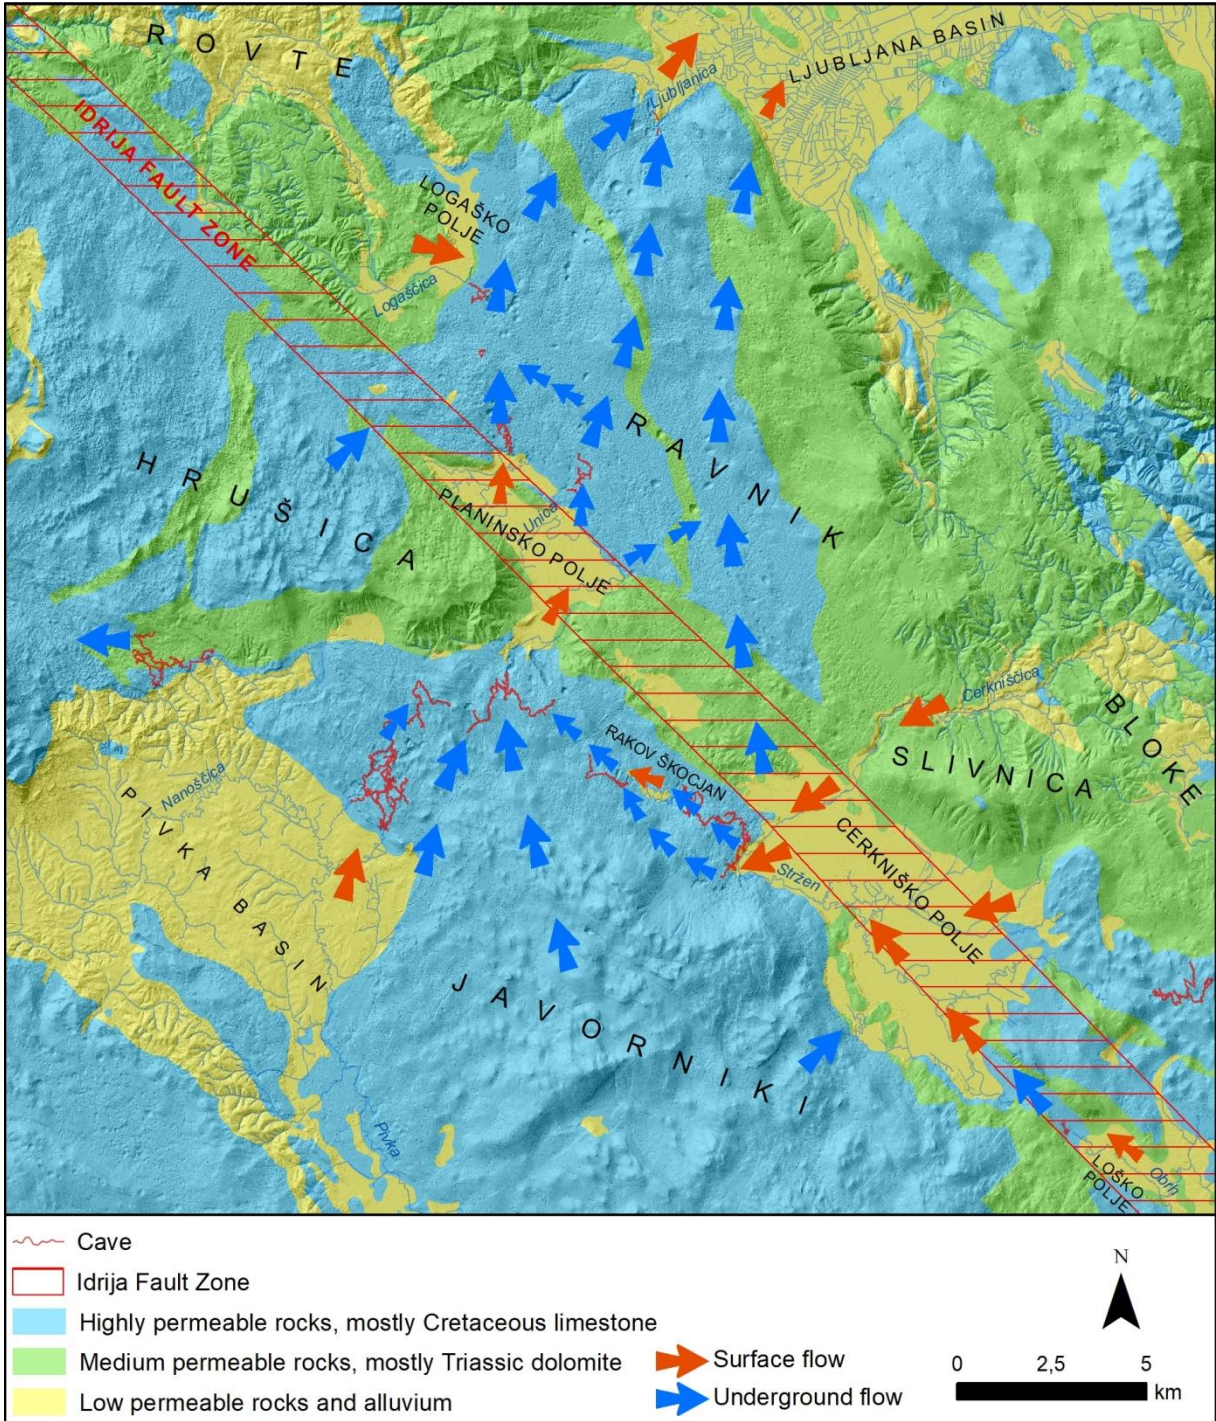 ROVTE
LJUBLJANA BASIN
Ljubljanica
IDRIJA FAULT ZONE
LOGAŠKO
POLJE
Logaščica
RAVNIK
HRUŠICA
PLANINSKO POLJE
Unica
Cerkniščica
BLOKE
SLIVNICA
RAKOV ŠKOCJAN
Nanoščica
PIVKA BASIN
CERKNIŠKO POLJE
Stržen
JAVORNIKI
Pivka
LOŠKO
POLJE
Obrh
Cave
Idrija Fault Zone
Highly permeable rocks, mostly Cretaceous limestone
Medium permeable rocks, mostly Triassic dolomite
Low permeable rocks and alluvium
Surface flow
Underground flow
N
0 2,5 5
km